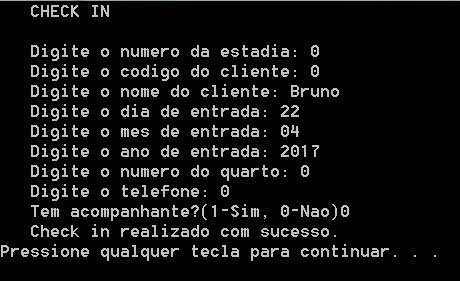 CHECK IN
Digite o numero da estadia: 0
Digite o codigo do cliente: 0
Digite o nome do cliente: Bruno
Digite o dia de entrada: 22
Digite o mes de entrada: 04
Digite o ano de entrada: 2017
Digite o numero do quarto: 0
Digite o telefone: 0
Tem acompanhante?(1-Sim, 0-Nao)0
Check in realizado com sucesso.
Pressione qualquer tecla para continuar. . .